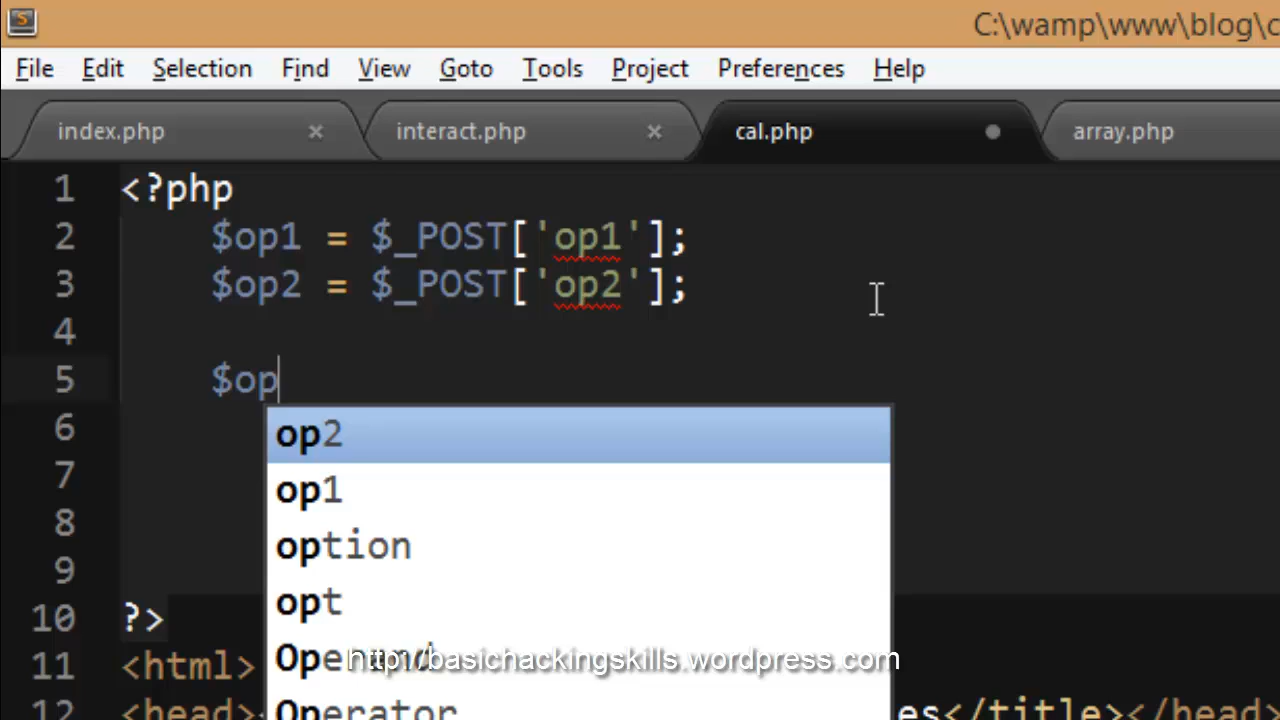 C:\wamp\www\blog\c
File Edit Selection Find View Goto Tools Project Preferences Help
index.php × interact.php × cal.php array.php
1 <?php
2 $op1 = $_POST['op1'];
3 $op2 = $_POST['op2'];
4
5 $op
6 op2
7 op1
8 option
9
10 ?> opt
11 <html> Operand
http://basichackingskills.wordpress.com
12 <head> Operator es</title></head>